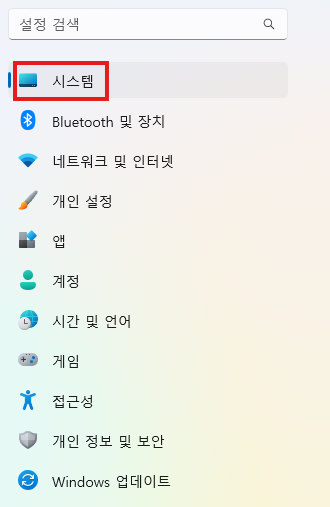 설정 검색
시스템
Bluetooth 및 장치
네트워크 및 인터넷
개인 설정
앱
계정
시간 및 언어
게임
접근성
개인 정보 및 보안
Windows 업데이트